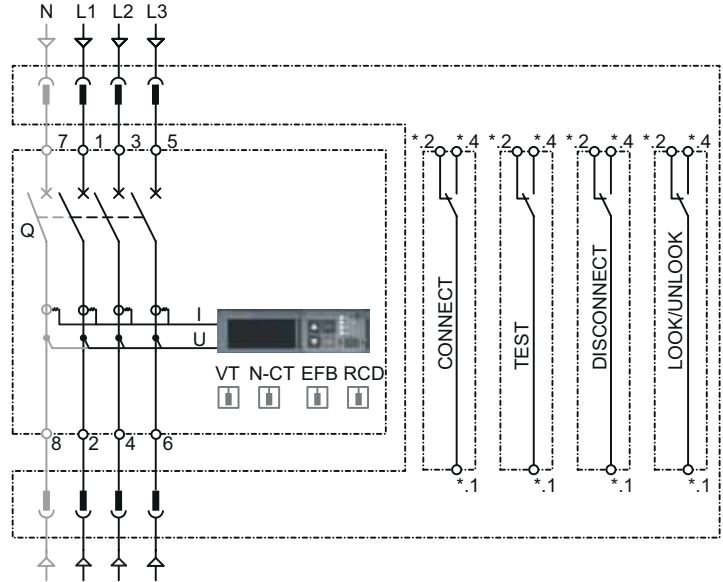 N L1 L2 L3
7 1 3 5
*.2 *.4 *.2 *.4 *.2 *.4 *.2 *.4
Q
CONNECT
TEST
DISCONNECT
LOOK/UNLOOK
I
U
VT N-CT EFB RCD
8 2 4 6
*.1 *.1 *.1 *.1